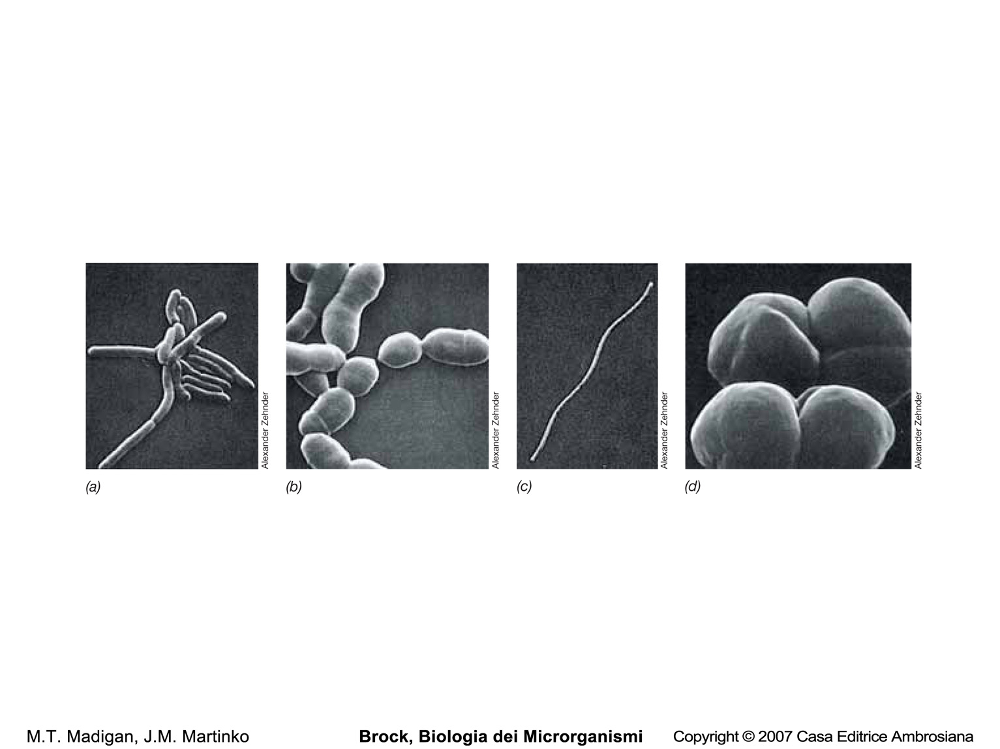 Alexander Zehnder
Alexander Zehnder
Alexander Zehnder
Alexander Zehnder
(a)
(b)
(c)
(d)
M.T. Madigan, J.M. Martinko
Brock, Biologia dei Microrganismi
Copyright © 2007 Casa Editrice Ambrosiana